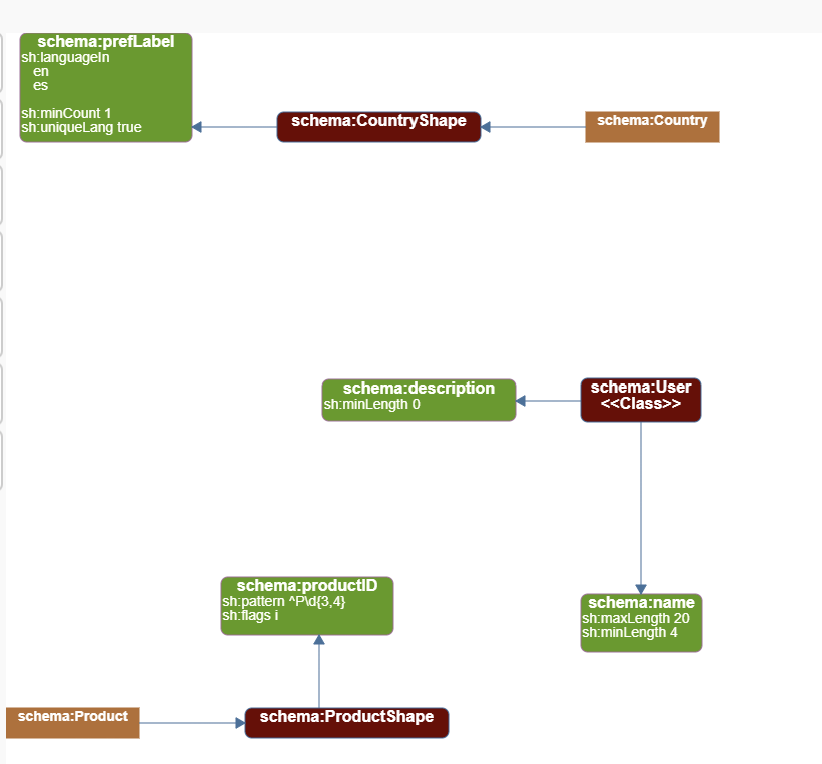 schema:prefLabel
sh:languageIn
en
es
sh:minCount 1
sh:uniqueLang true
schema:CountryShape
schema:Country
schema:description
sh:minLength 0
schema:User
<<Class>>
schema:productID
sh:pattern ^P\d{3,4}
sh:flags i
schema:name
sh:maxLength 20
sh:minLength 4
schema:Product
schema:ProductShape